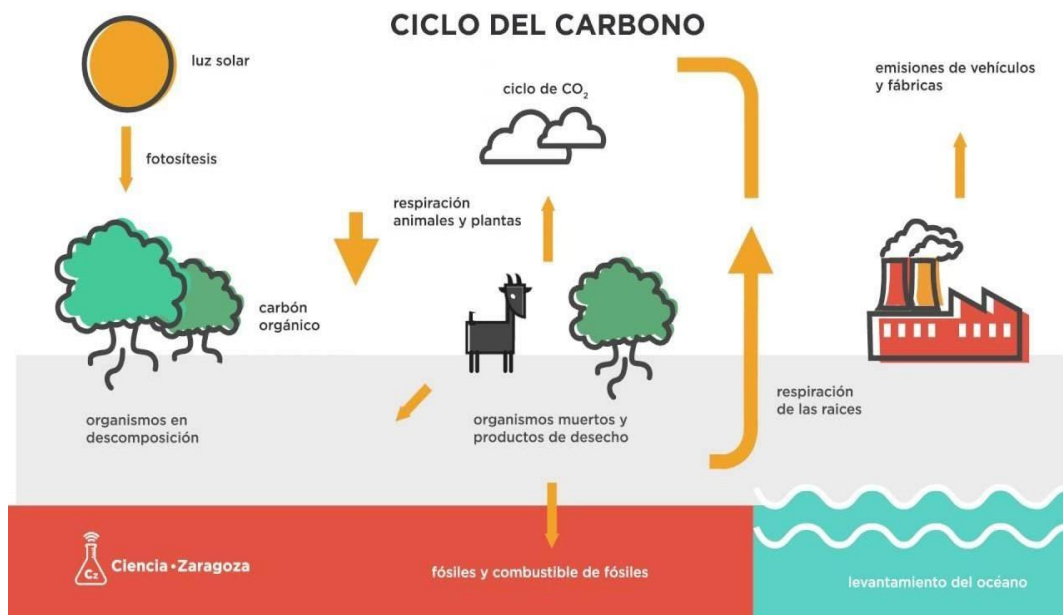 CICLO DEL CARBONO
luz solar
fotosítesis
ciclo de CO₂
emisiones de vehículos
y fábricas
respiración
animales y plantas
carbón
orgánico
organismos en
descomposición
organismos muertos y
productos de desecho
respiración
de las raices
Cz
Ciencia•Zaragoza
fósiles y combustible de fósiles
levantamiento del océano